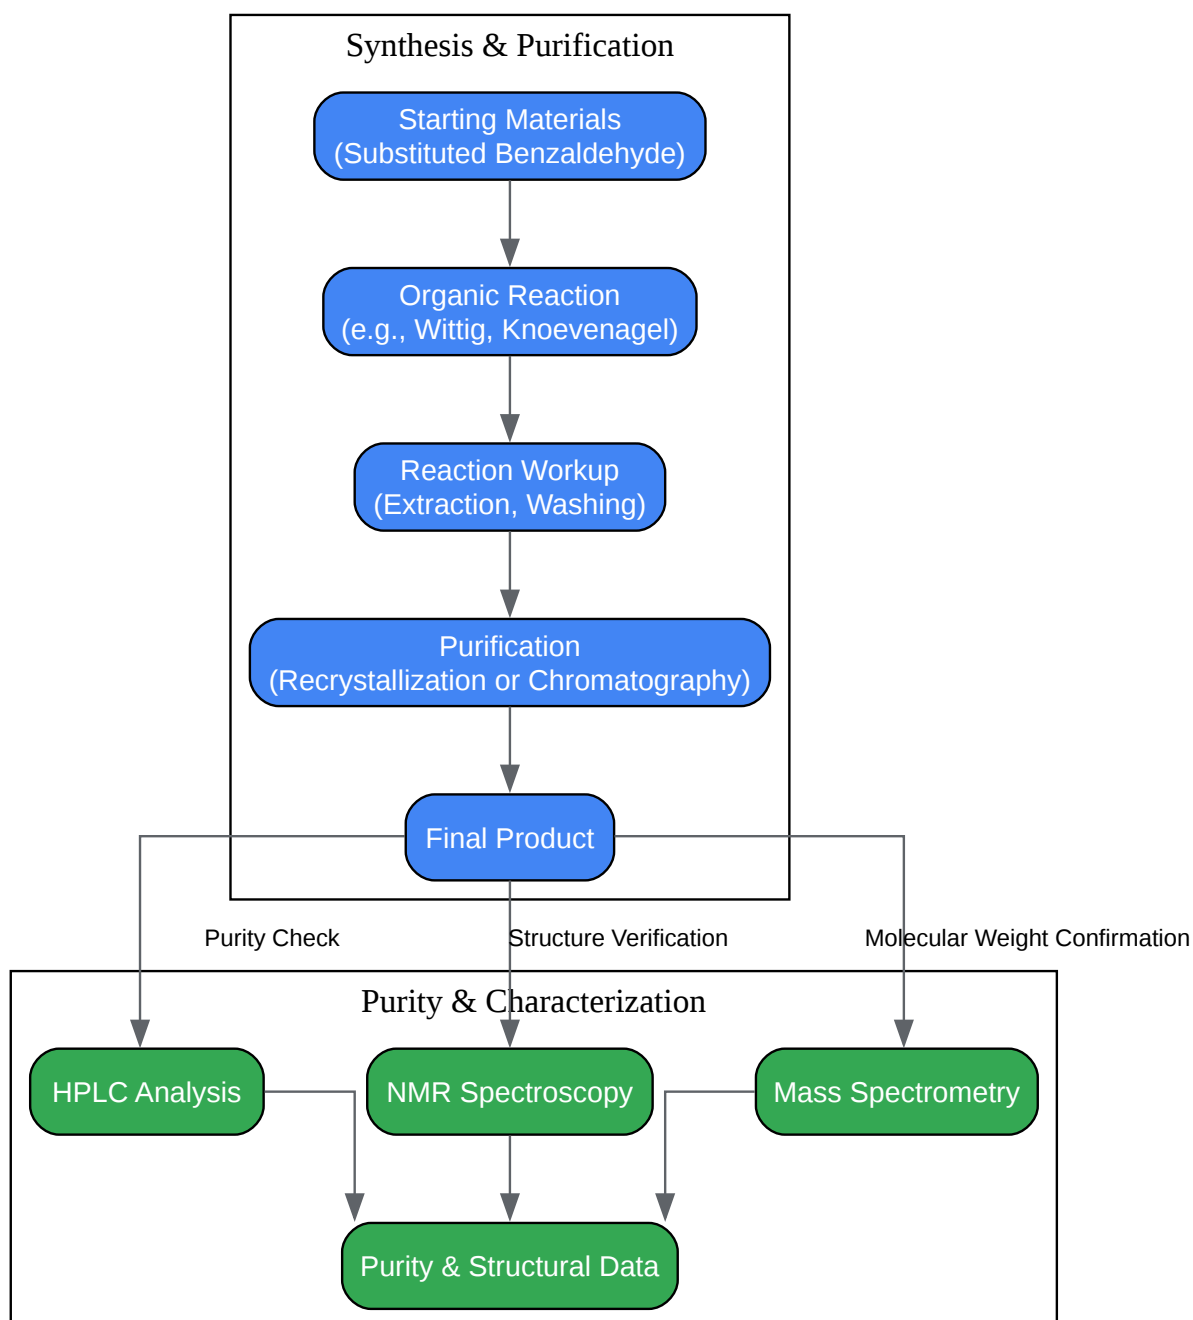 Synthesis & Purification
Starting Materials
(Substituted Benzaldehyde)
Organic Reaction
(e.g., Wittig, Knoevenagel)
Reaction Workup
(Extraction, Washing)
Purification
(Recrystallization or Chromatography)
Final Product
Purity Check
Structure Verification
Molecular Weight Confirmation
Purity & Characterization
HPLC Analysis
NMR Spectroscopy
Mass Spectrometry
Purity & Structural Data